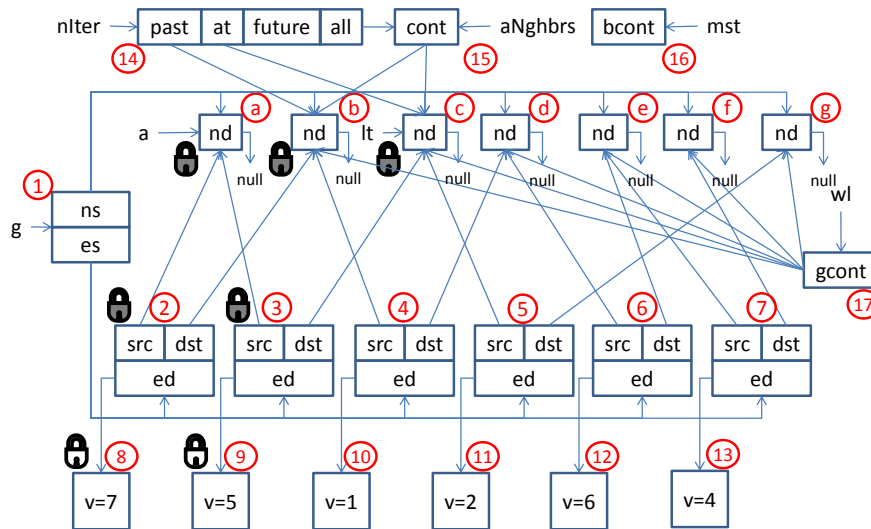 nIter past at future all cont aNghbrs bcont mst
14 15 16
a b c d e f g
a nd nd lt nd nd nd nd nd
null null null null null null null
1 ns wl
g es
gcont
2 3 4 5 6 7 17
src dst src dst src dst src dst src dst src dst
ed ed ed ed ed ed
8 9 10 11 12 13
v=7 v=5 v=1 v=2 v=6 v=4